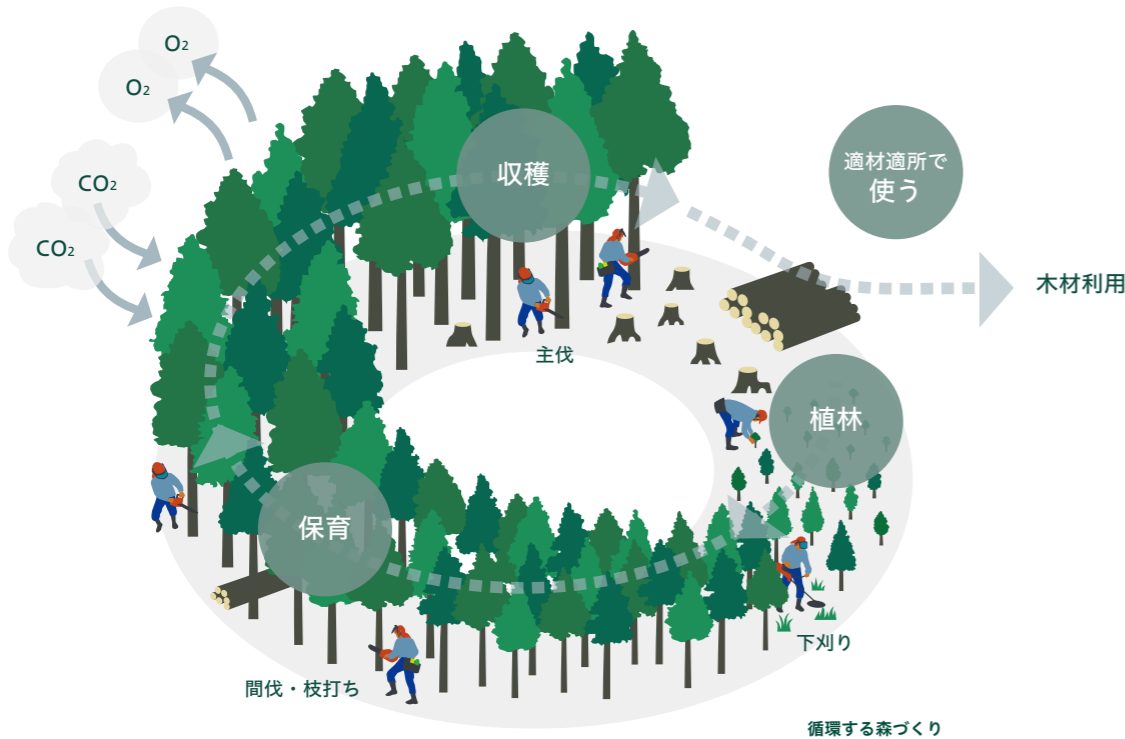 O2
O2
CO2
CO2
収穫
適材適所で
使う
木材利用
主伐
植林
保育
下刈り
間伐・枝打ち
循環する森づくり